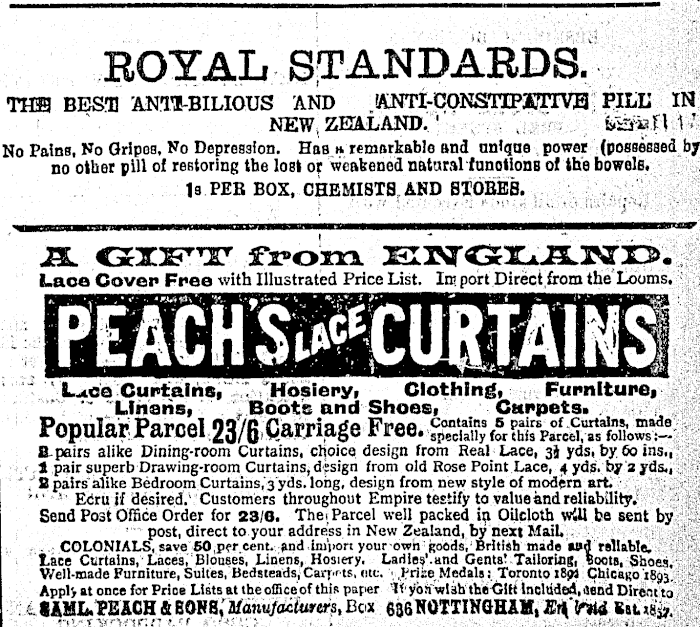 ROYAL STANDARDS.
THE BEST ANTI-BILIOUS AND ANTI-CONSTIPATIVE PILL IN
NEW ZEALAND.
No Pains, No Gripes, No Depression. Has a remarkable and unique power (possessed by
no other pill of restoring the lost or weakened natural functions of the bowels.
1s PER BOX, CHEMISTS AND STORES.
A GIFT from ENGLAND.
Lace Cover Free with Illustrated Price List. Import Direct from the Looms.
PEACH'S LACE CURTAINS
Lace Curtains, Hosiery, Clothing, Furniture,
Linens, Boots and Shoes, Carpets.
Popular Parcel 23/6 Carriage Free. Contains 5 pairs of Curtains, made
specially for this Parcel, as follows:—
2 pairs alike Dining-room Curtains, choice design from Real Lace, 3½ yds, by 60 ins.,
1 pair superb Drawing-room Curtains, design from old Rose Point Lace, 4 yds. by 2 yds.,
2 pairs alike Bedroom Curtains, 3 yds. long, design from new style of modern art.
Ecru if desired. Customers throughout Empire testify to value and reliability.
Send Post Office Order for 23/6. The Parcel well packed in Oilcloth will be sent by
post, direct to your address in New Zealand, by next Mail.
COLONIALS, save 50 per cent. and import your own goods, British made and reliable.
Lace Curtains, Laces, Blouses, Linens, Hosiery. Ladies' and Gents' Tailoring, Boots, Shoes,
Well-made Furniture, Suites, Bedsteads, Carpets, etc. Prize Medals: Toronto 1892 Chicago 1893.
Apply at once for Price Lists at the office of this paper If you wish the Gift Included, send Direct to
SAML. PEACH & SONS, Manufacturers, Box 636 NOTTINGHAM, Est. 1857.